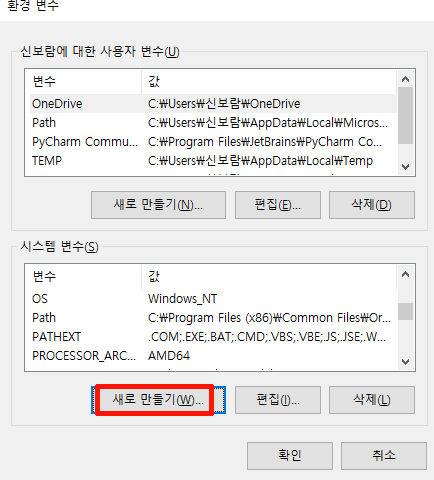 환경 변수
신보람에 대한 사용자 변수(U)
변수 값
OneDrive C:₩Users₩신보람₩OneDrive
Path C:₩Users₩신보람₩AppData₩Local₩Micros...
PyCharm Commu... C:₩Program Files₩JetBrains₩PyCharm Co...
TEMP C:₩Users₩신보람₩AppData₩Local₩Temp
새로 만들기(N)... 편집(E)... 삭제(D)
시스템 변수(S)
변수 값
OS Windows_NT
Path C:₩Program Files (x86)₩Common Files₩Or...
PATHEXT .COM;.EXE;.BAT;.CMD;.VBS;.VBE;.JS;.JSE;.W...
PROCESSOR_ARC... AMD64
새로 만들기(W)... 편집(I)... 삭제(L)
확인 취소